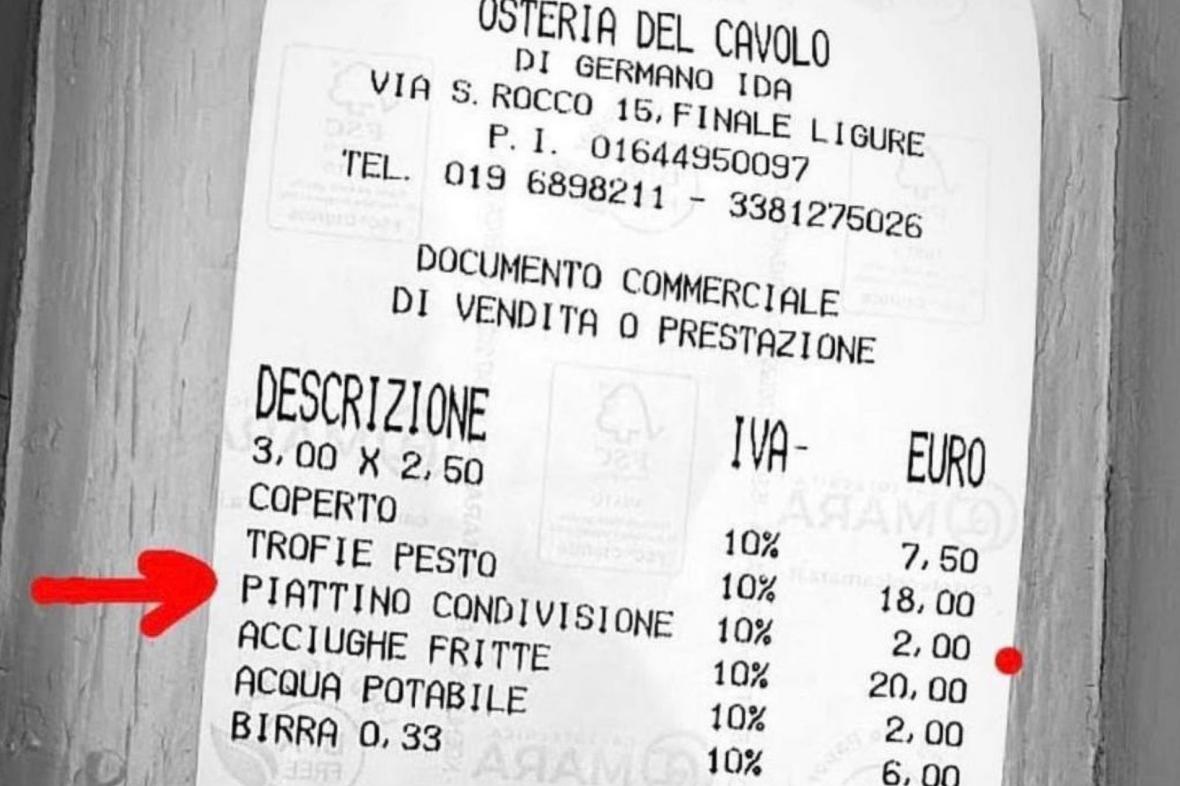 OSTERIA DEL CAVOLO
DI GERMANO IDA
VIA S. ROCCO 15, FINALE LIGURE
P. I. 01644950097
TEL. 019 6898211 - 3381275026
DOCUMENTO COMMERCIALE
DI VENDITA O PRESTAZIONE
DESCRIZIONE IVA- EURO
3,00 X 2,50
COPERTO 10% 7,50
TROFIE PESTO 10% 18,00
PIATTINO CONDIVISIONE 10% 2,00
ACCIUGHE FRITTE 10% 20,00
ACQUA POTABILE 10% 2,00
BIRRA 0,33 10% 6,00